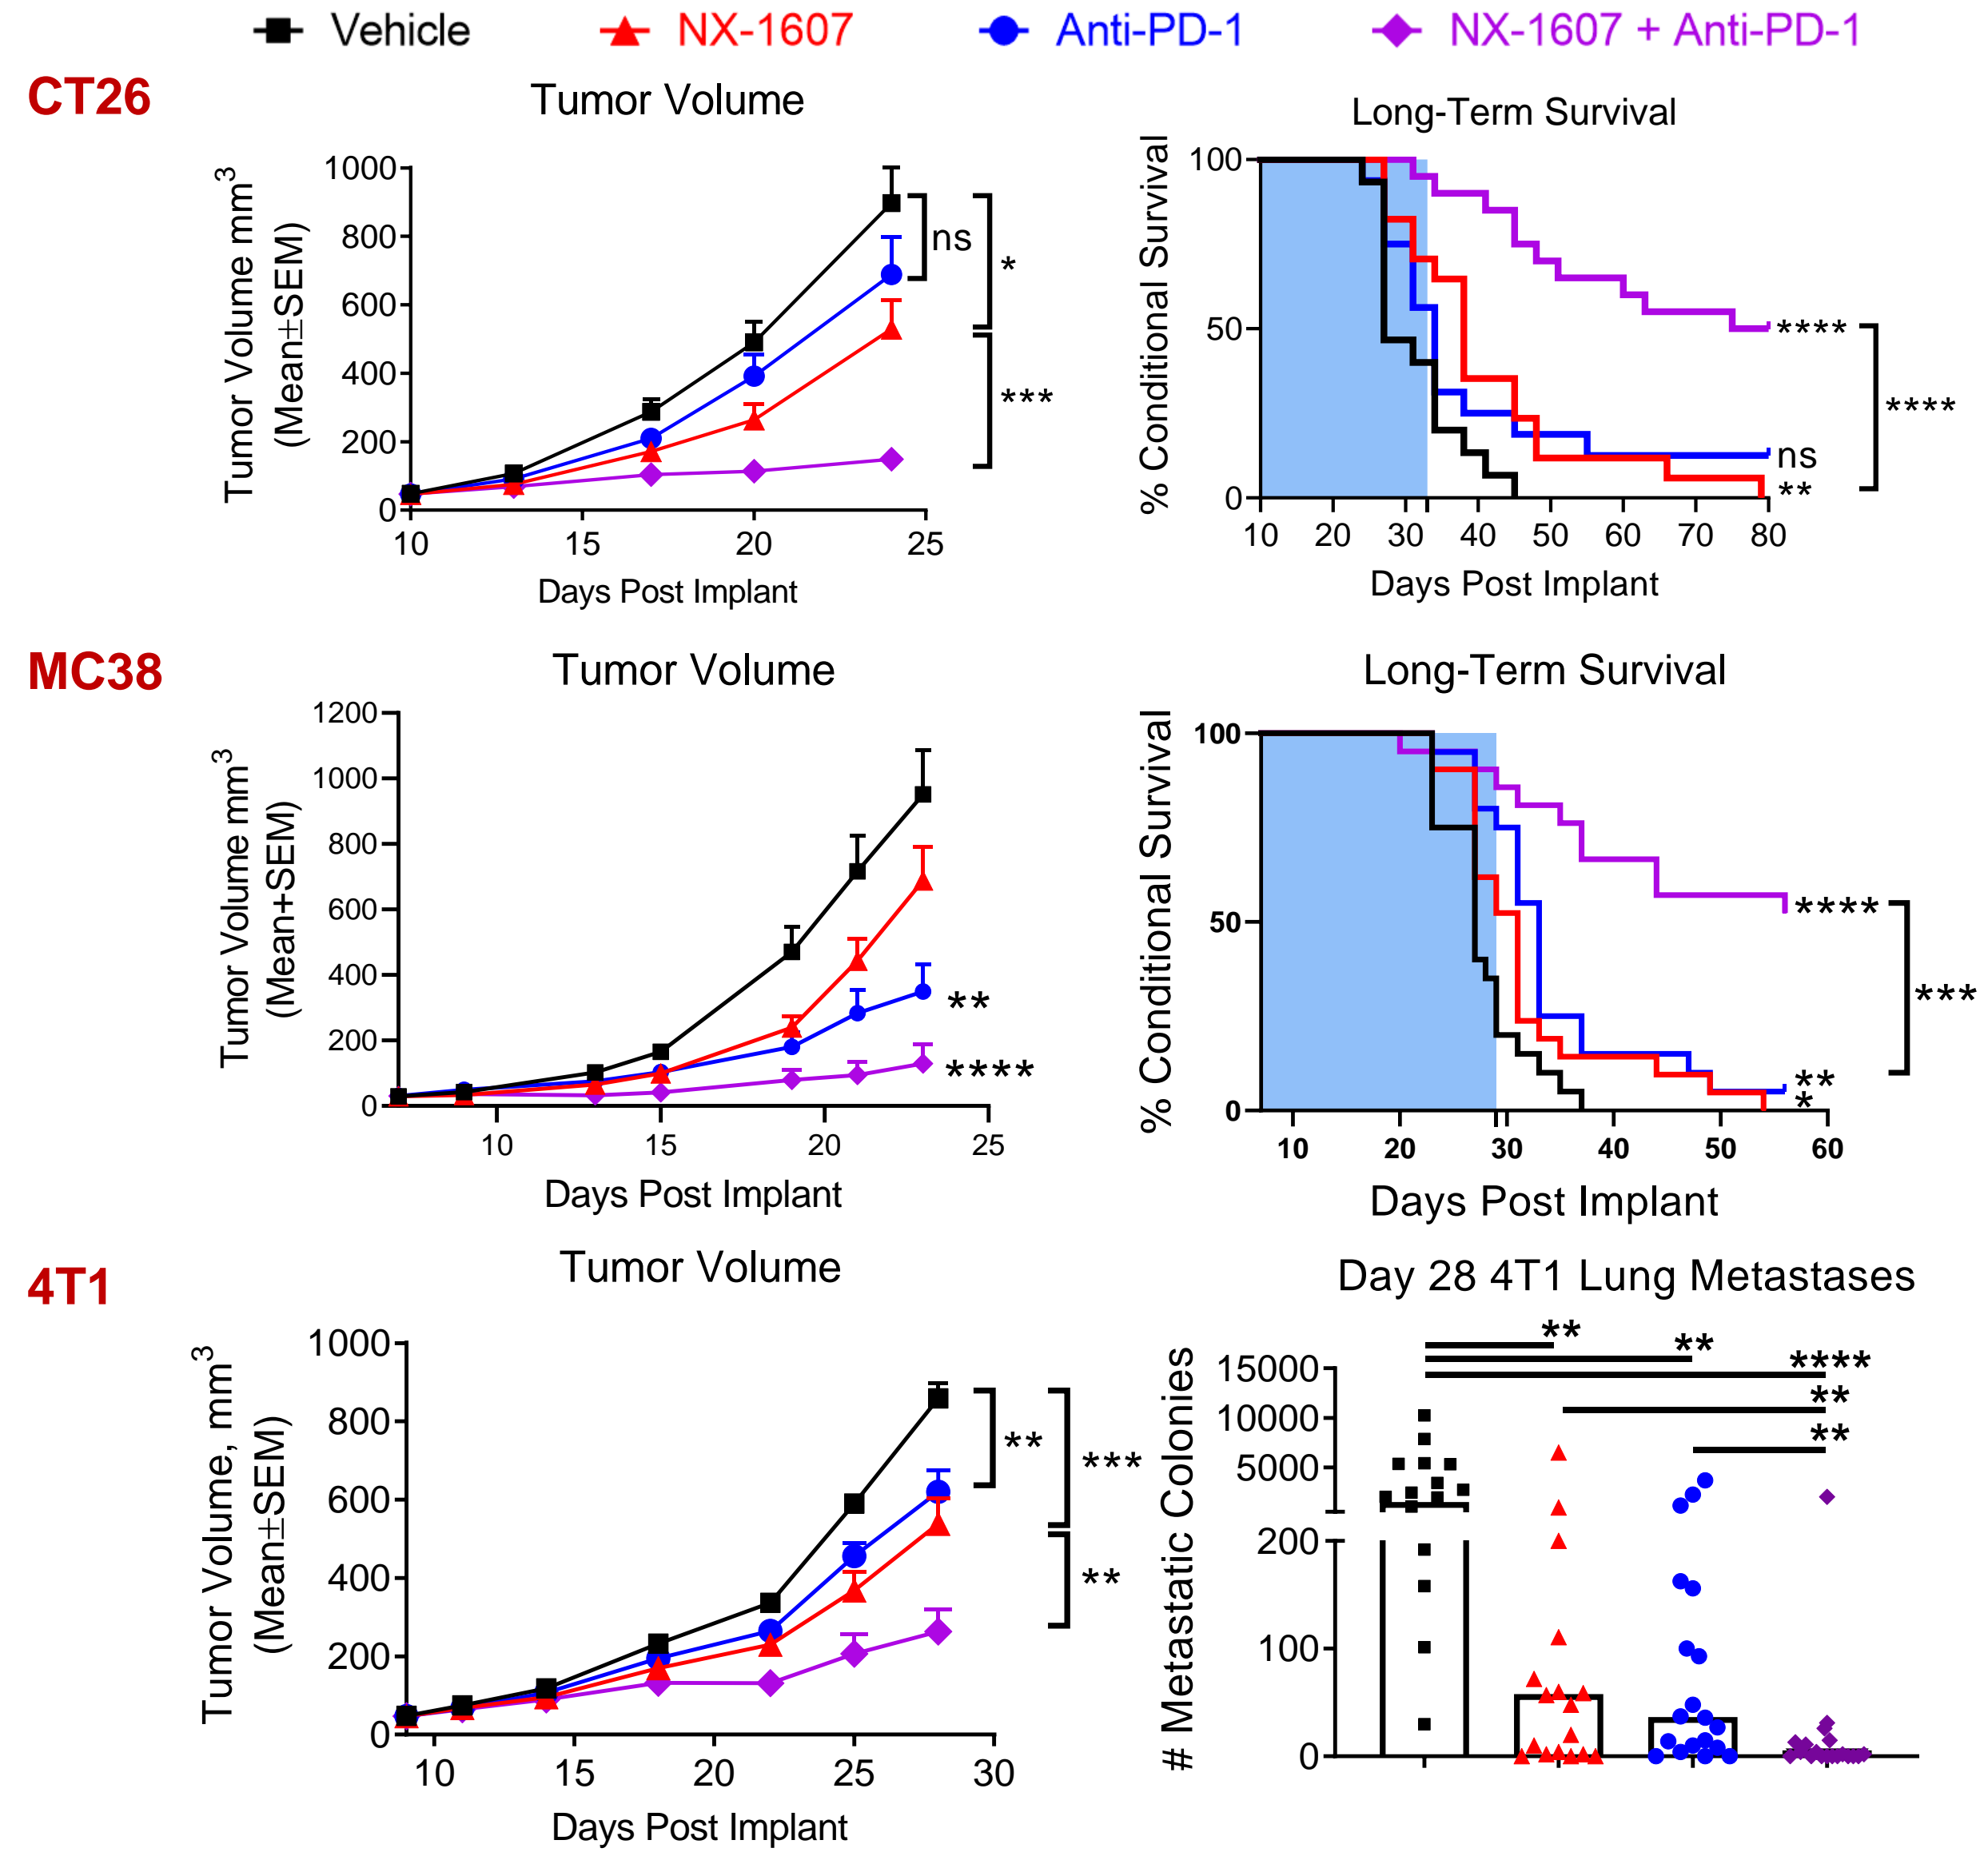 Vehicle NX-1607 Anti-PD-1 NX-1607 + Anti-PD-1
CT26
Tumor Volume
Tumor Volume mm3
(Mean±SEM)
1000
800
600
400
200
0
10 15 20 25
Days Post Implant
ns
*
***
Long-Term Survival
% Conditional Survival
100
50
0
10 20 30 40 50 60 70 80
Days Post Implant
****
ns
**
****
MC38
Tumor Volume
Tumor Volume mm3
(Mean+SEM)
1200
1000
800
600
400
200
0
10 15 20 25
Days Post Implant
**
****
Long-Term Survival
% Conditional Survival
100
50
0
10 20 30 40 50 60
Days Post Implant
****
**
*
***
4T1
Tumor Volume
Tumor Volume, mm3
(Mean±SEM)
1000
800
600
400
200
0
10 15 20 25 30
Days Post Implant
**
***
**
Day 28 4T1 Lung Metastases
# Metastatic Colonies
15000
10000
5000
200
100
0
**
**
****
**
**